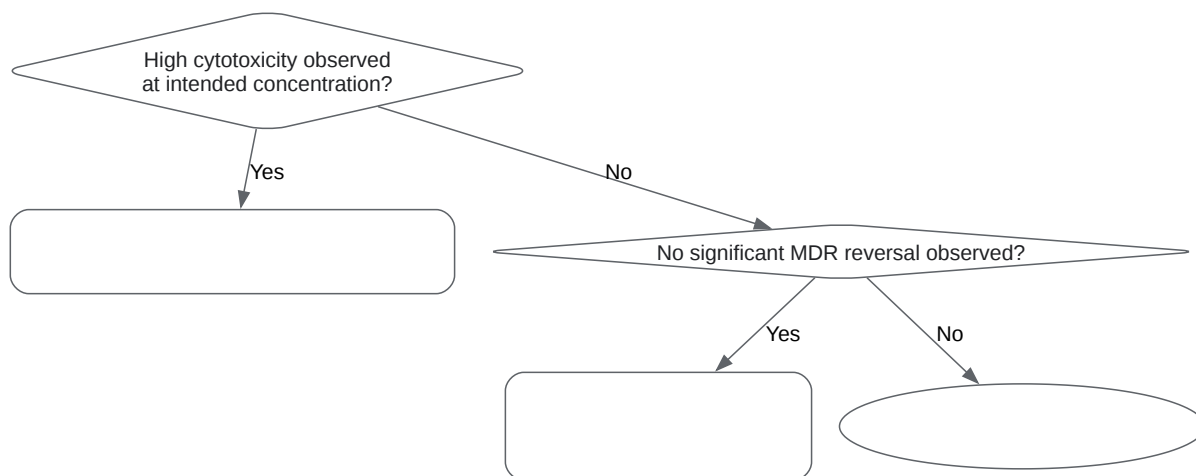 High cytotoxicity observed
at intended concentration?
Yes
No
No significant MDR reversal observed?
Yes
No